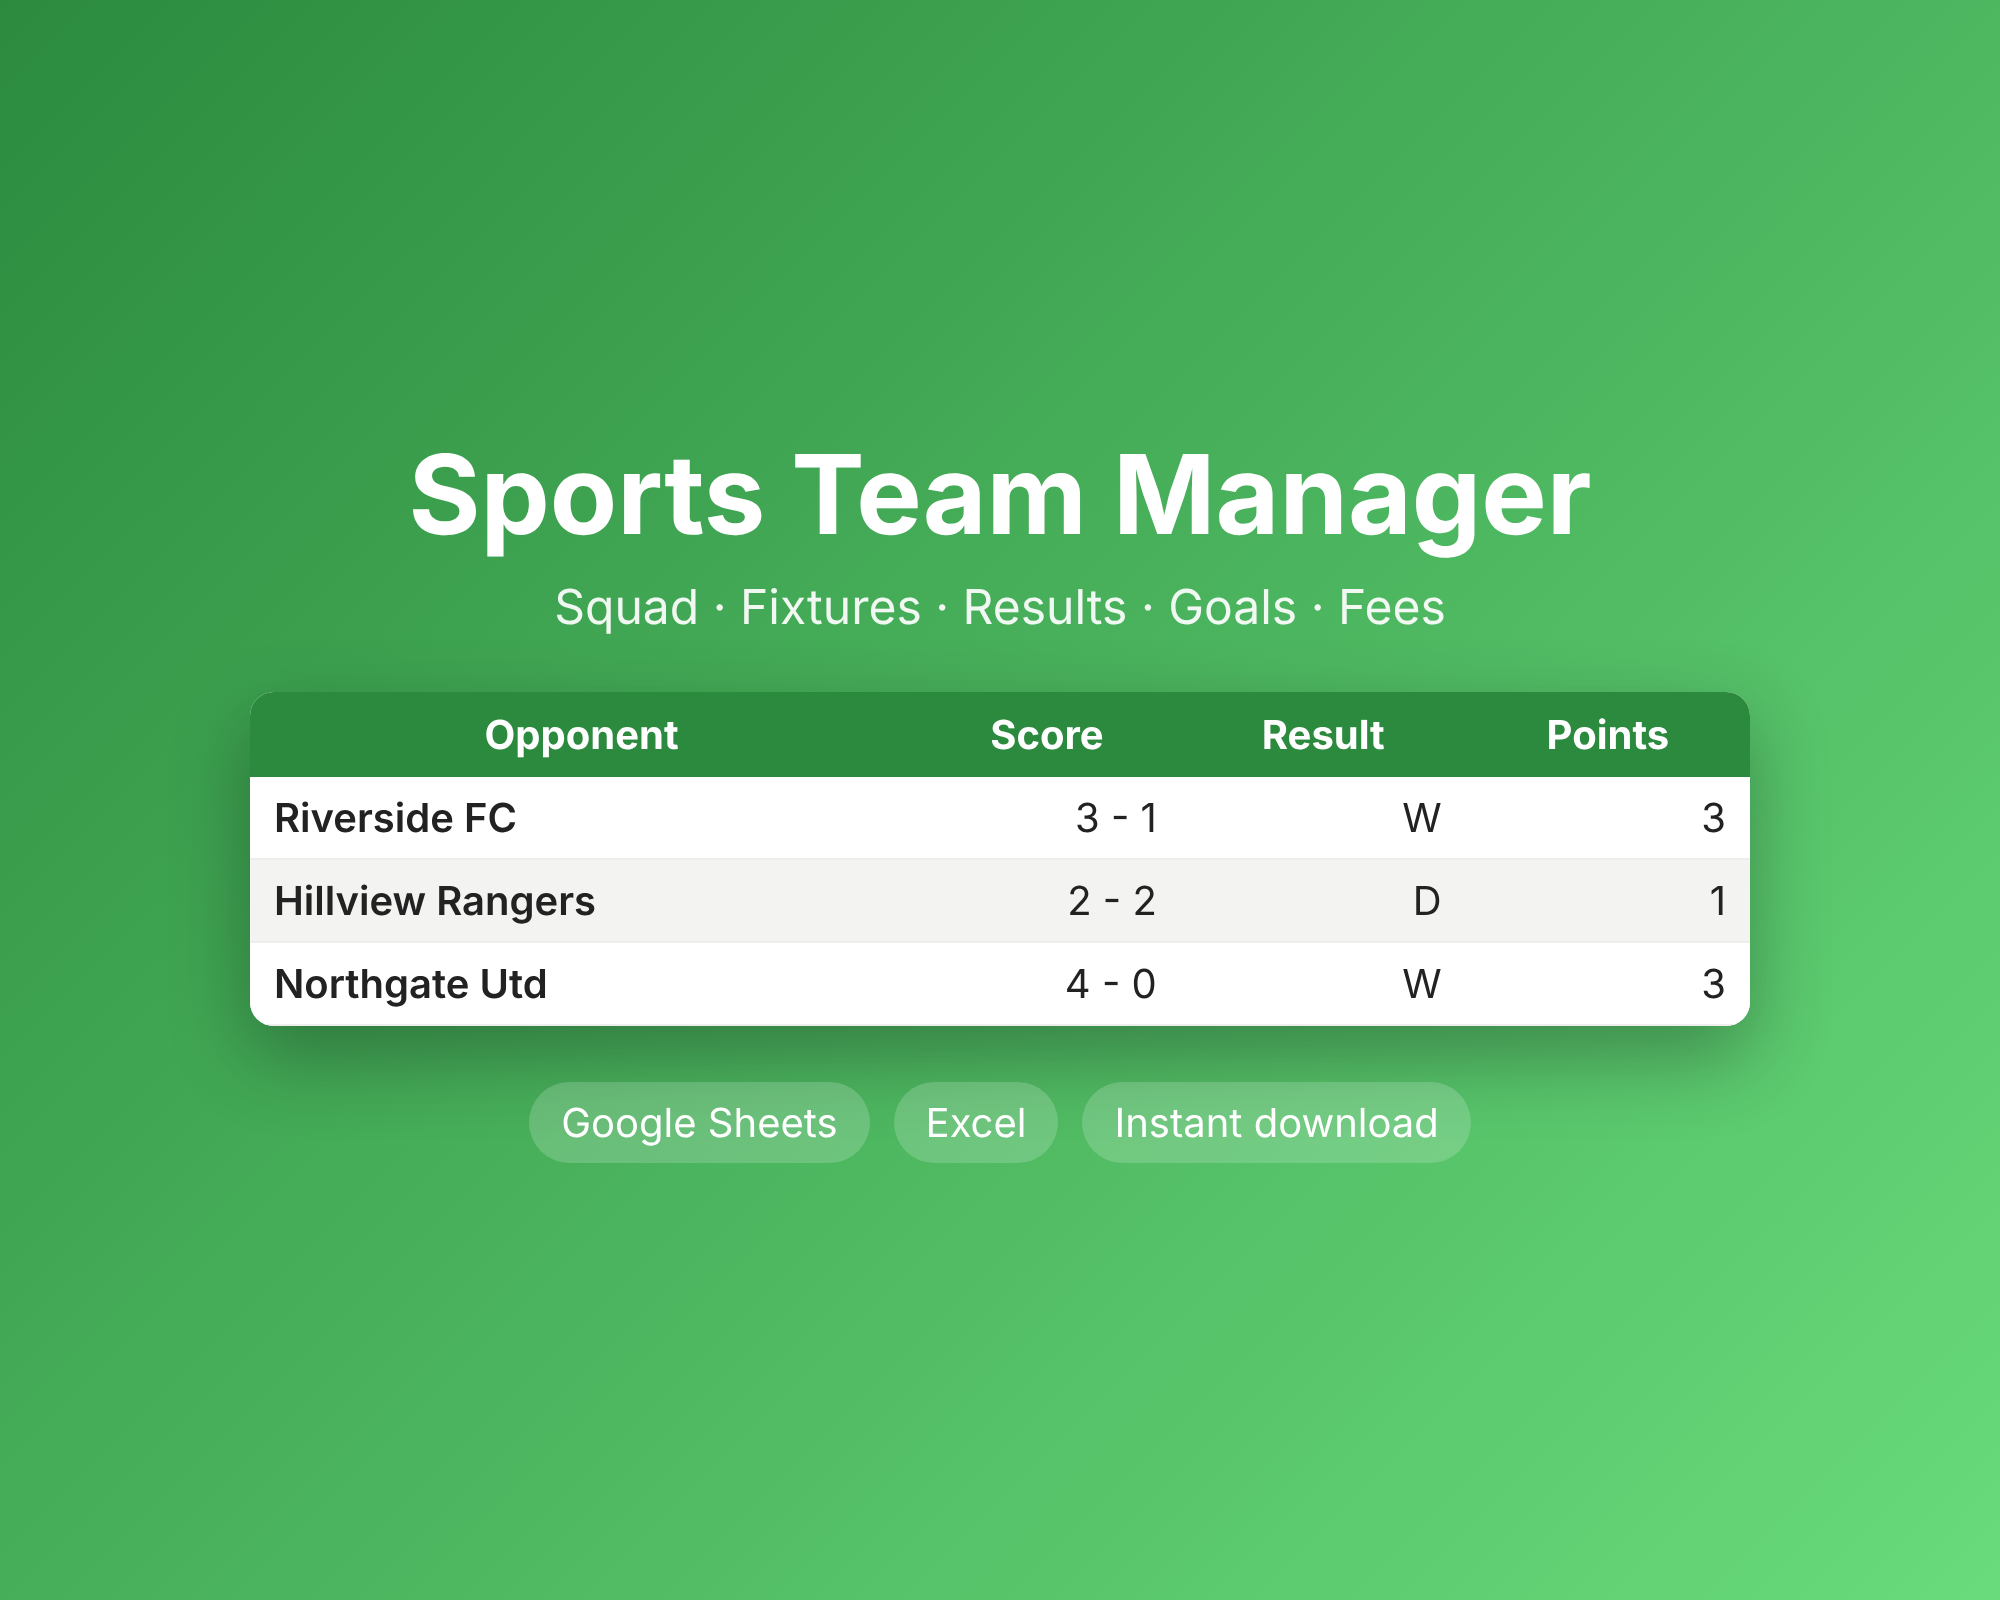 Sports Team Manager
Squad · Fixtures · Results · Goals · Fees
Opponent Score Result Points
Riverside FC 3 - 1 W 3
Hillview Rangers 2 - 2 D 1
Northgate Utd 4 - 0 W 3
Google Sheets Excel Instant download